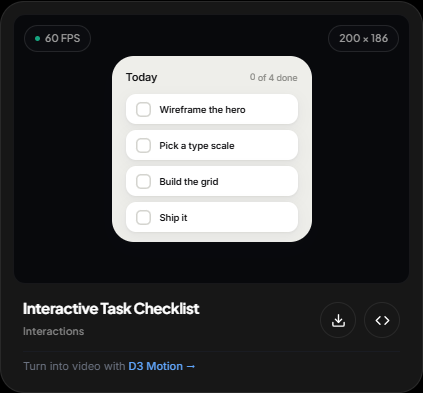 60 FPS
200 × 186
Today
0 of 4 done
Wireframe the hero
Pick a type scale
Build the grid
Ship it
Interactive Task Checklist
Interactions
Turn into video with D3 Motion →